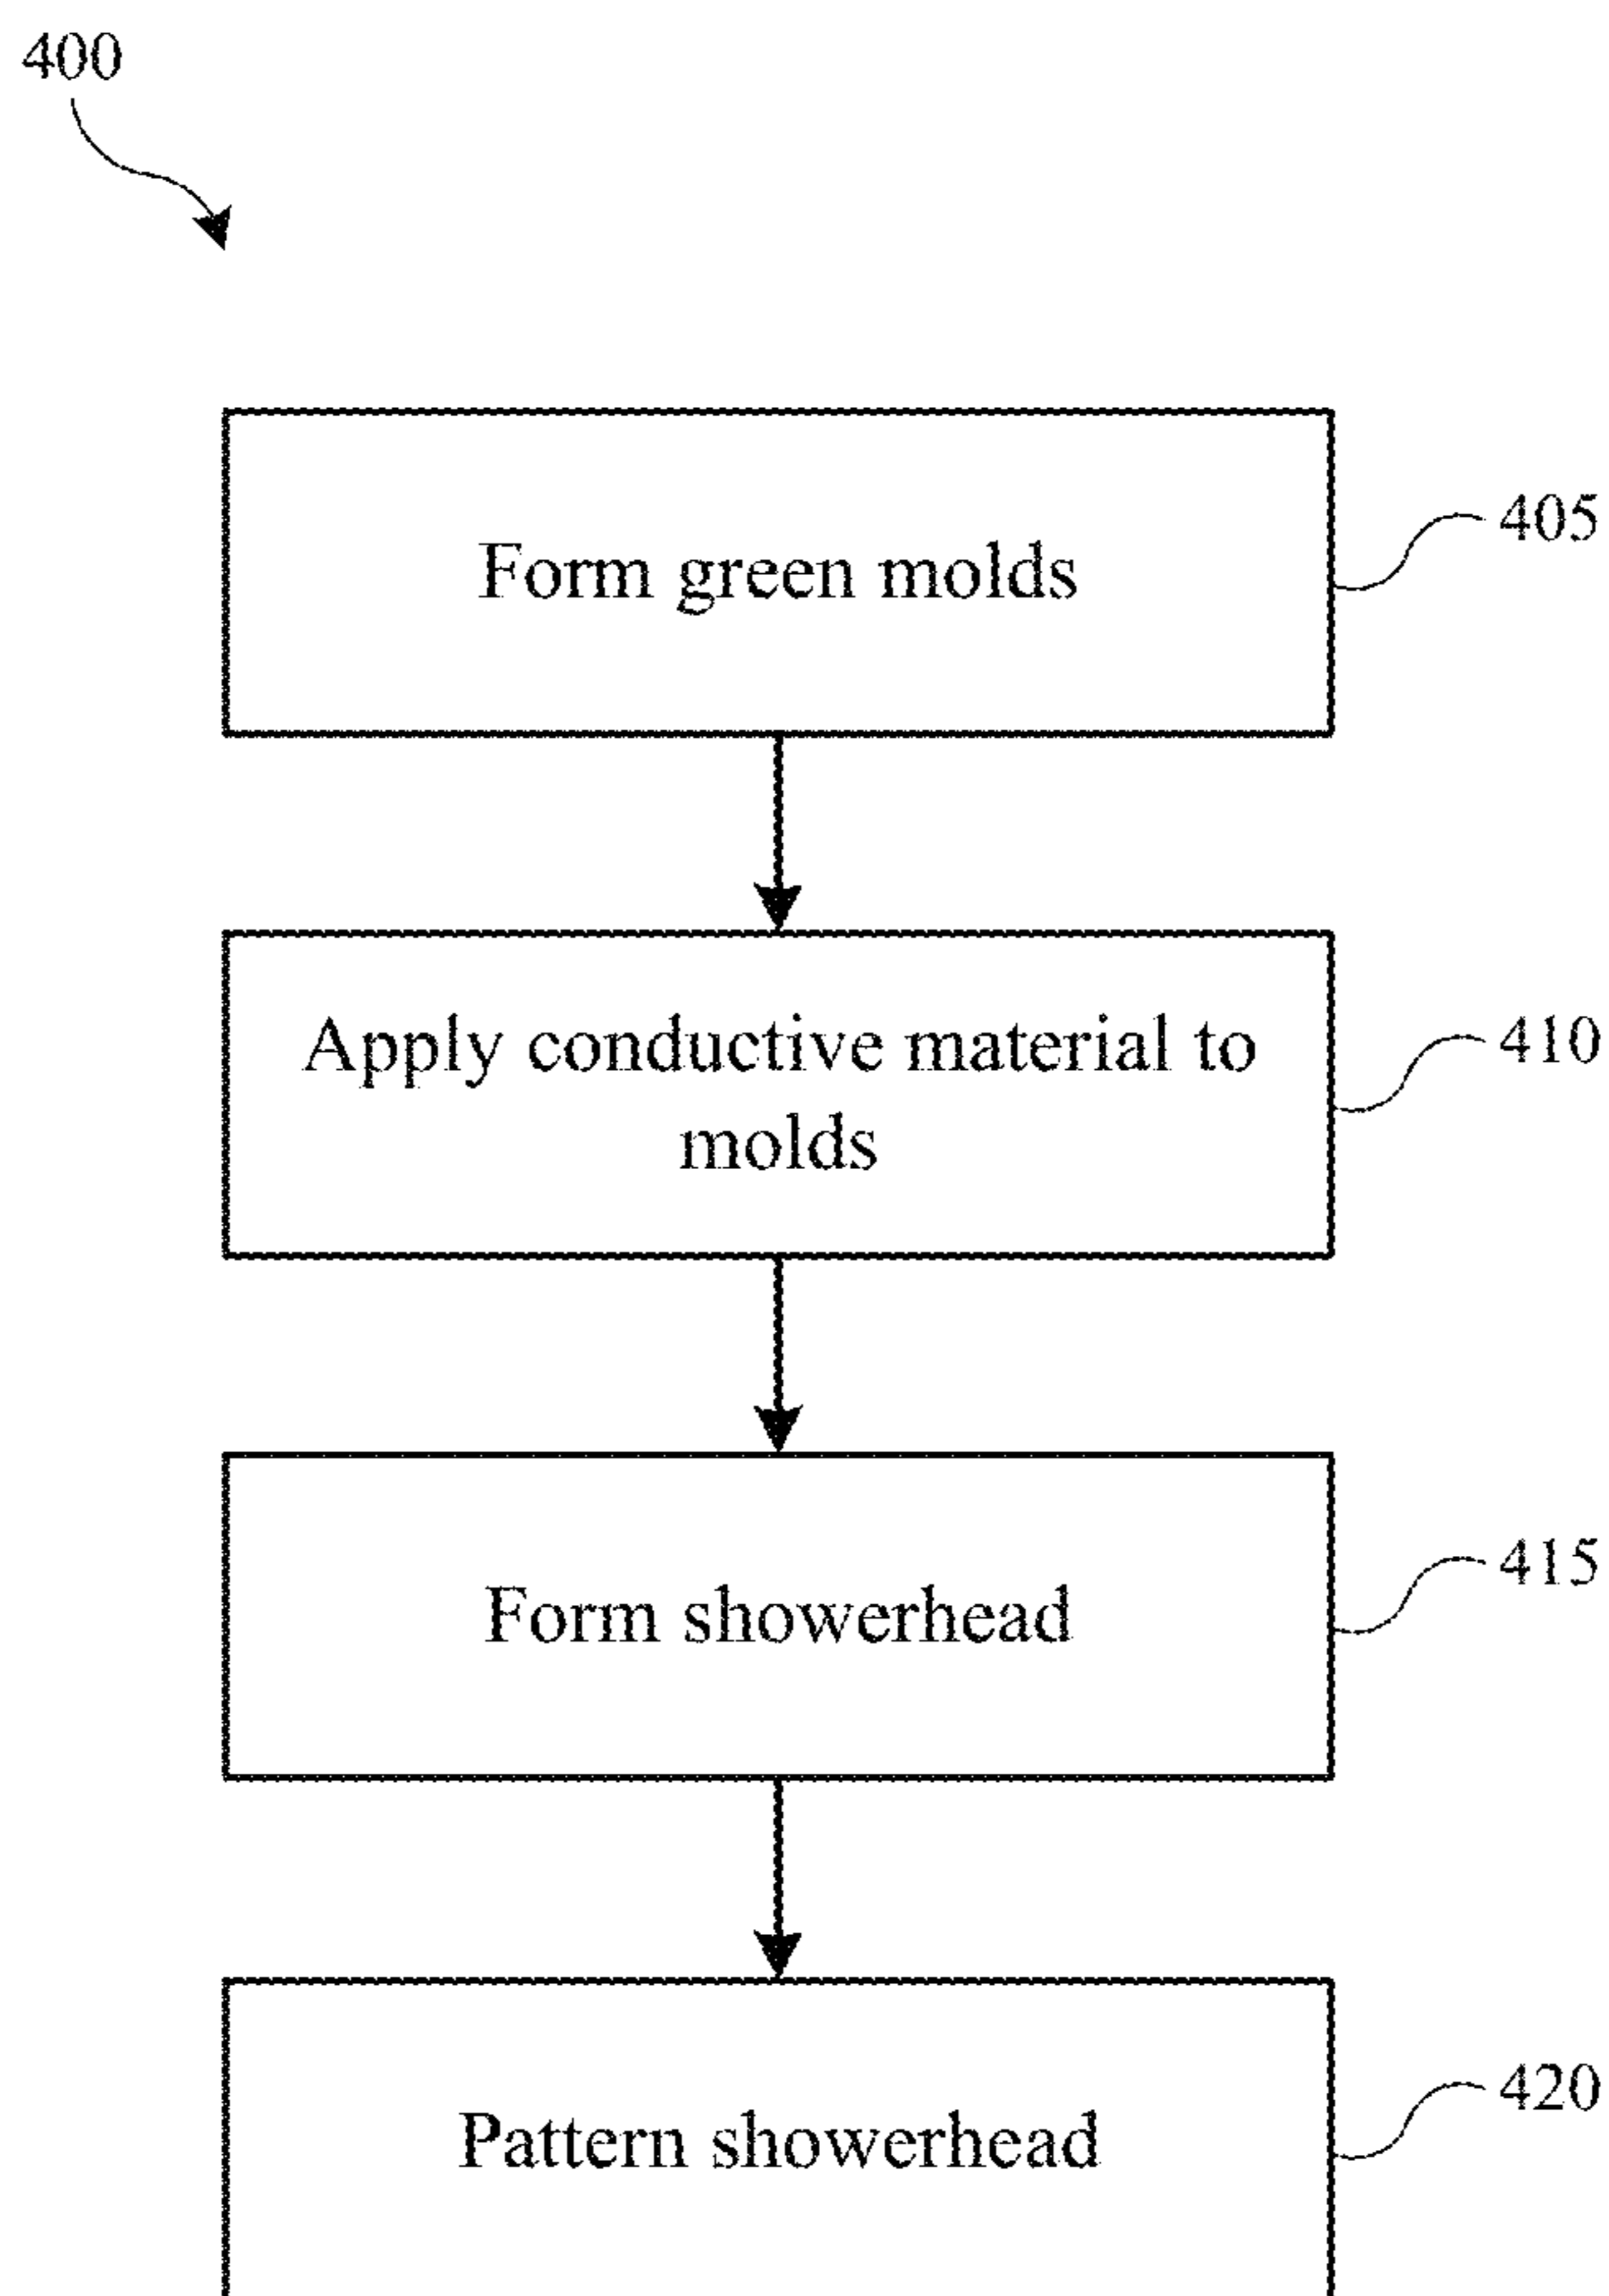 400
Form green molds
405
Apply conductive material to
molds
410
Form showerhead
415
Pattern showerhead
420